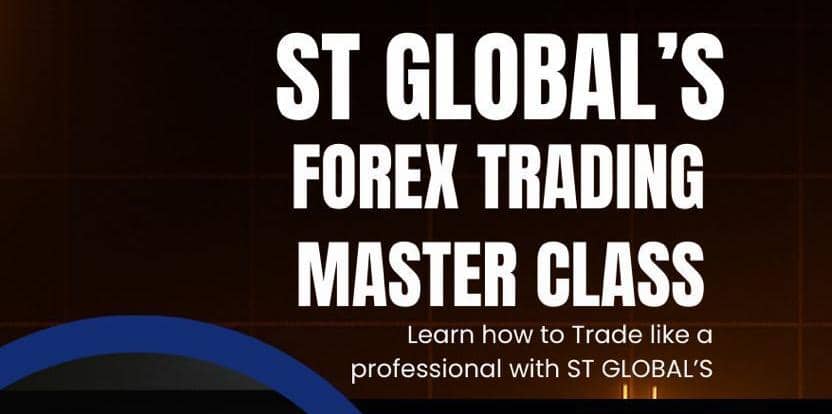 ST GLOBAL’S
FOREX TRADING
MASTER CLASS
Learn how to Trade like a
professional with ST GLOBAL’S